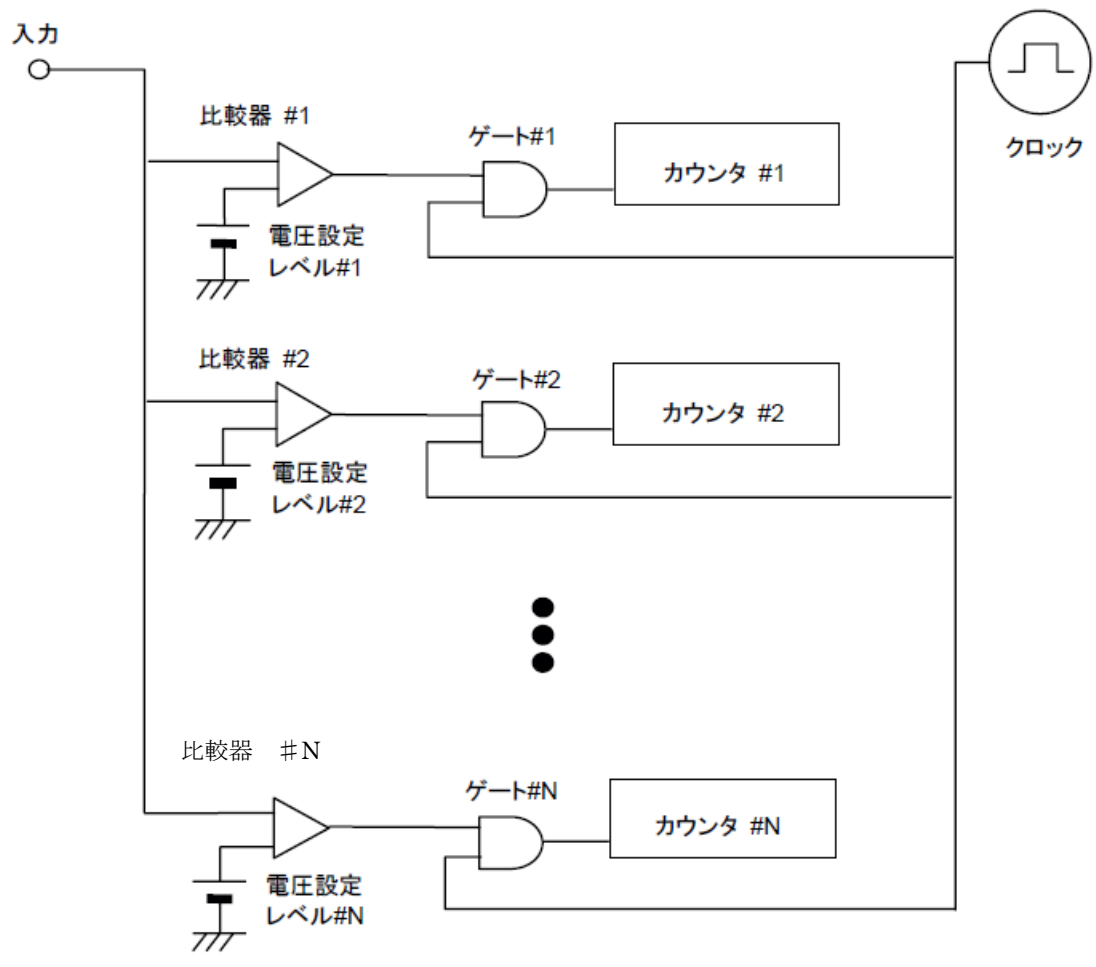 入力
クロック
比較器 #1
ゲート#1
カウンタ #1
電圧設定
レベル#1
比較器 #2
ゲート#2
カウンタ #2
電圧設定
レベル#2
比較器 #N
ゲート#N
カウンタ #N
電圧設定
レベル#N